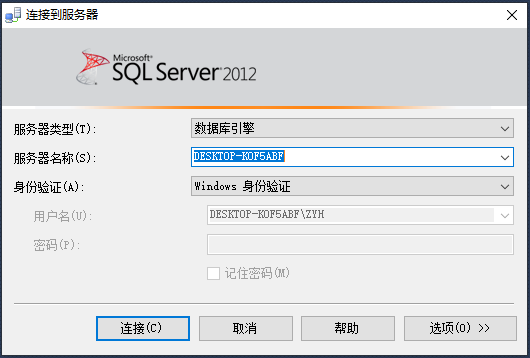 连接到服务器
Microsoft
SQL Server 2012
服务器类型(T): 数据库引擎
服务器名称(S): DESKTOP-KOF5ABF
身份验证(A): Windows 身份验证
用户名(U): DESKTOP-KOF5ABF\ZYH
密码(P):
记住密码(M)
连接(C) 取消 帮助 选项(O) >>